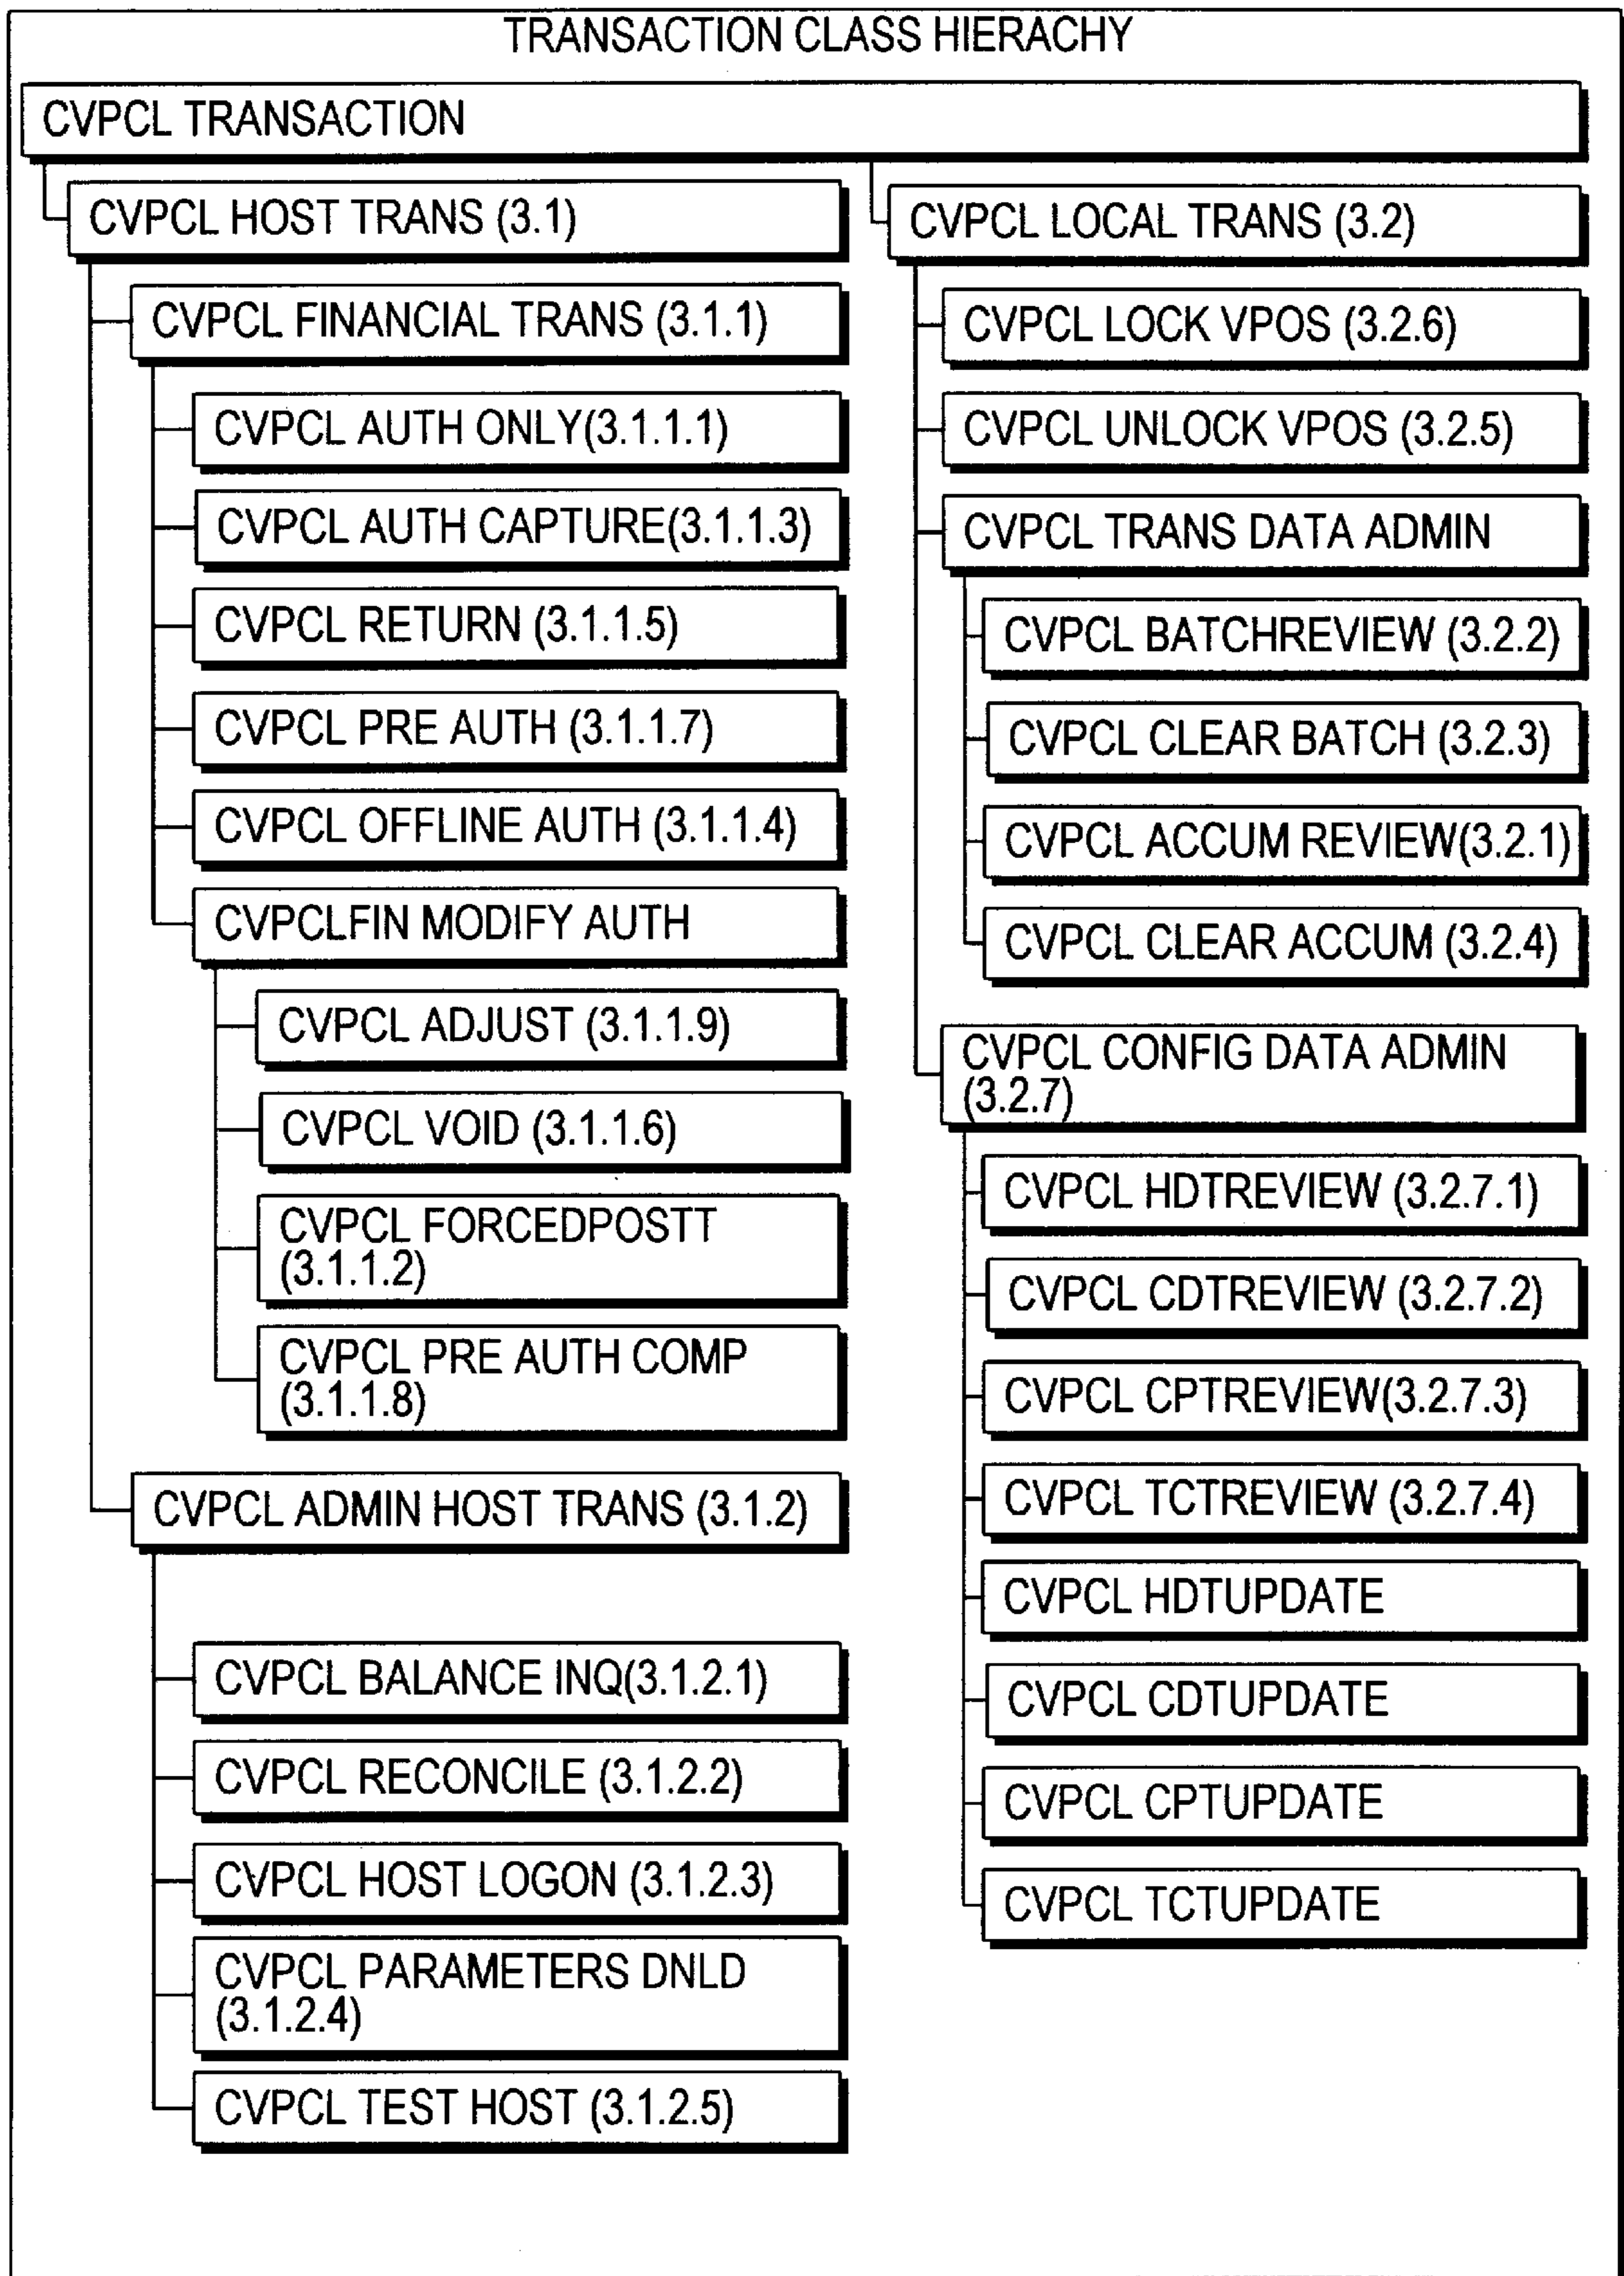 TRANSACTION CLASS HIERACHY
CVPCL TRANSACTION
CVPCL HOST TRANS (3.1)
CVPCL FINANCIAL TRANS (3.1.1)
CVPCL AUTH ONLY(3.1.1.1)
CVPCL AUTH CAPTURE(3.1.1.3)
CVPCL RETURN (3.1.1.5)
CVPCL PRE AUTH (3.1.1.7)
CVPCL OFFLINE AUTH (3.1.1.4)
CVPCLFIN MODIFY AUTH
CVPCL ADJUST (3.1.1.9)
CVPCL VOID (3.1.1.6)
CVPCL FORCEDPOSTT
(3.1.1.2)
CVPCL PRE AUTH COMP
(3.1.1.8)
CVPCL ADMIN HOST TRANS (3.1.2)
CVPCL BALANCE INQ(3.1.2.1)
CVPCL RECONCILE (3.1.2.2)
CVPCL HOST LOGON (3.1.2.3)
CVPCL PARAMETERS DNLD
(3.1.2.4)
CVPCL TEST HOST (3.1.2.5)
CVPCL LOCAL TRANS (3.2)
CVPCL LOCK VPOS (3.2.6)
CVPCL UNLOCK VPOS (3.2.5)
CVPCL TRANS DATA ADMIN
CVPCL BATCHREVIEW (3.2.2)
CVPCL CLEAR BATCH (3.2.3)
CVPCL ACCUM REVIEW(3.2.1)
CVPCL CLEAR ACCUM (3.2.4)
CVPCL CONFIG DATA ADMIN
(3.2.7)
CVPCL HDTREVIEW (3.2.7.1)
CVPCL CDTREVIEW (3.2.7.2)
CVPCL CPTREVIEW(3.2.7.3)
CVPCL TCTREVIEW (3.2.7.4)
CVPCL HDTUPDATE
CVPCL CDTUPDATE
CVPCL CPTUPDATE
CVPCL TCTUPDATE